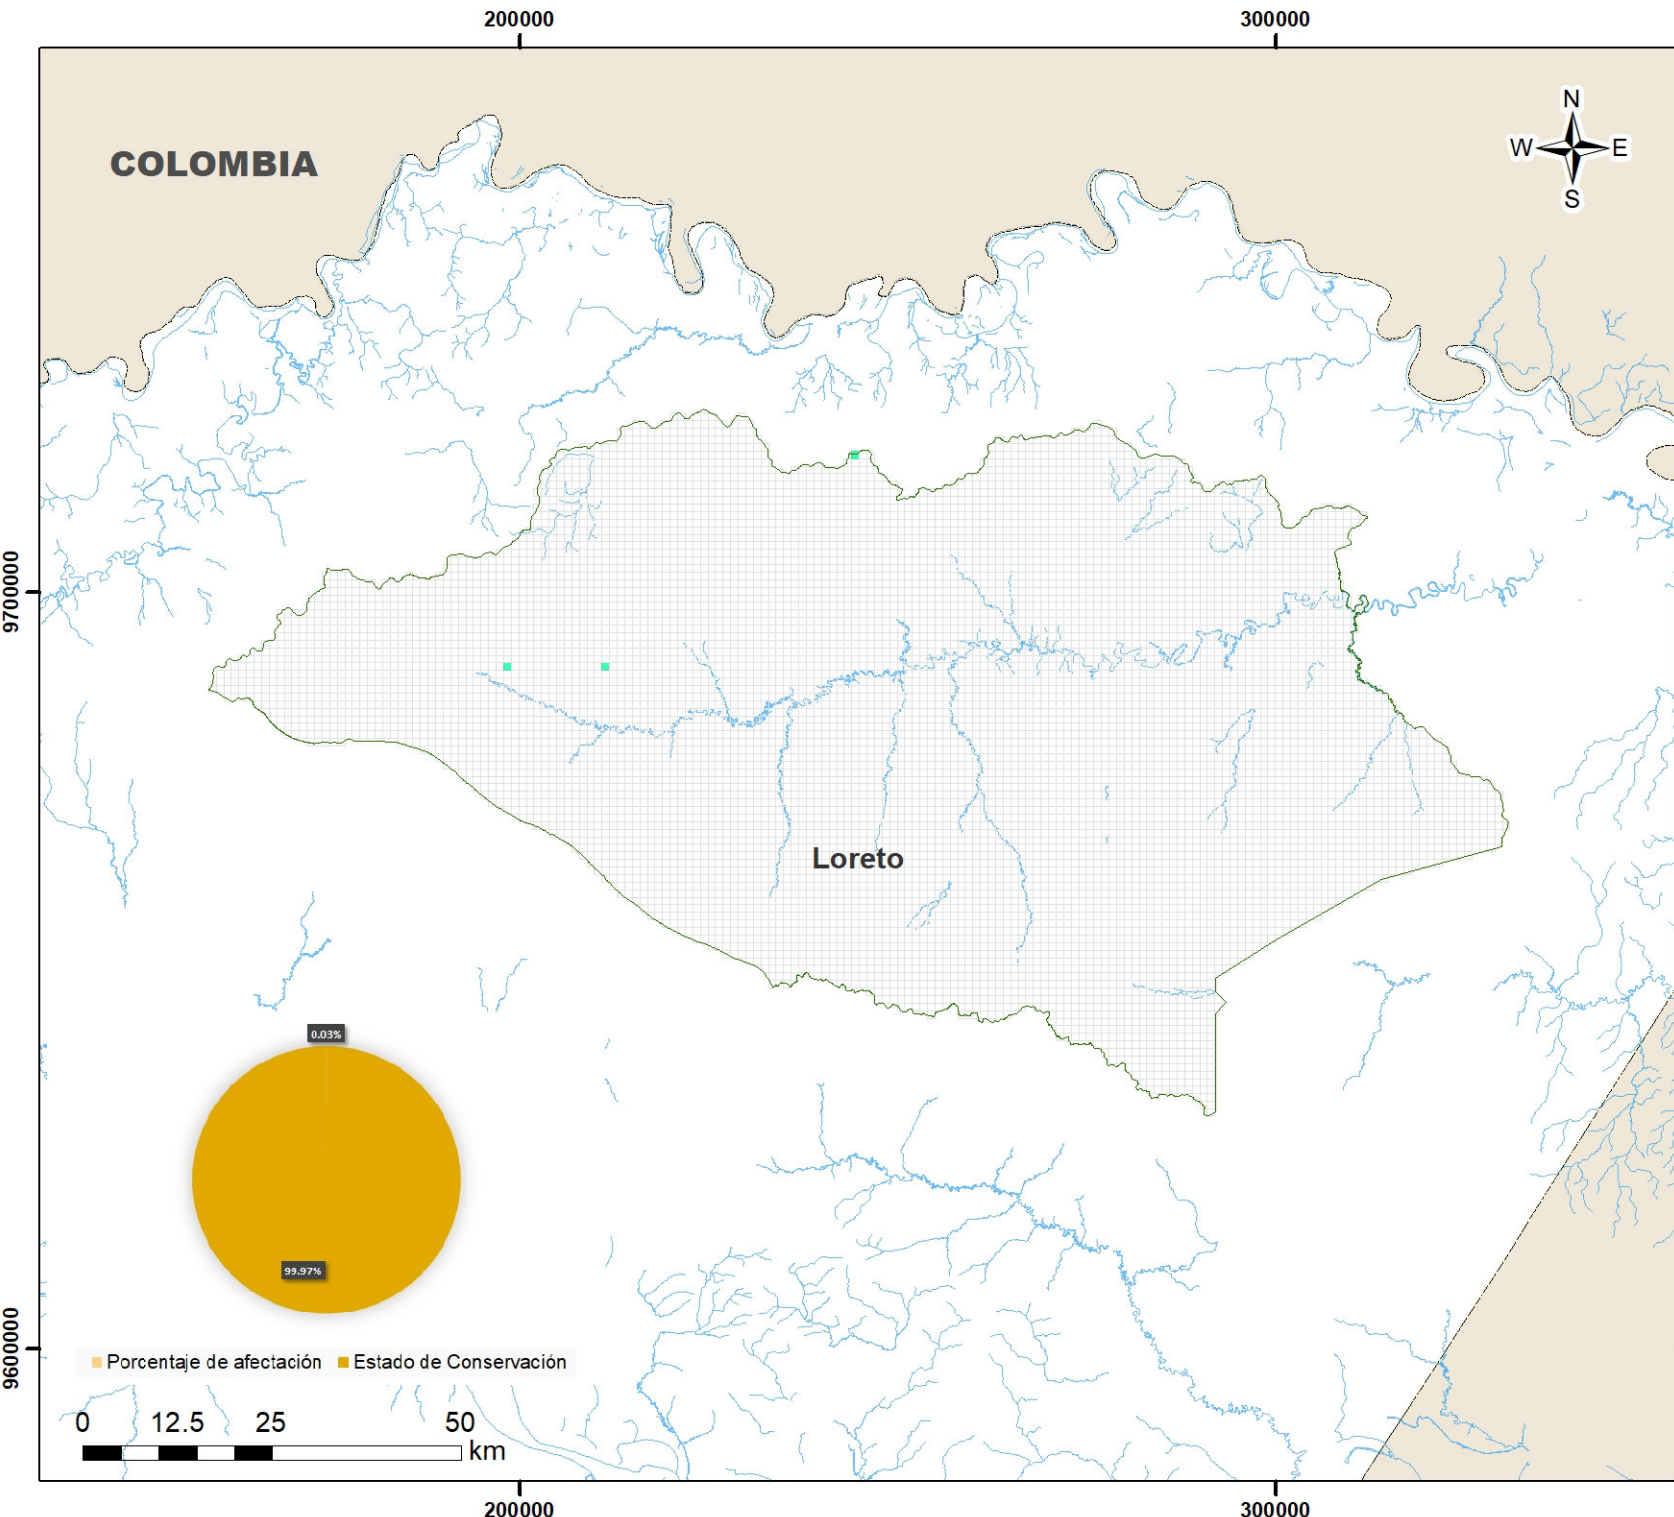 200000 300000
N
COLOMBIA
W E
S
9700000
Loreto
0.03%
99.97%
9600000
Porcentaje de afectación Estado de Conservación
0 12.5 25 50
km
200000 300000